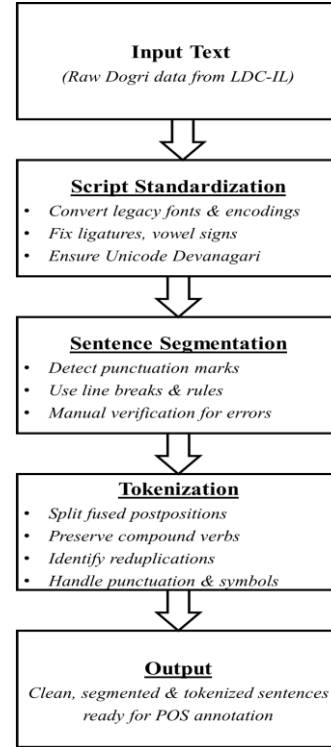 Input Text
(Raw Dogri data from LDC-IL)
Script Standardization
• Convert legacy fonts & encodings
• Fix ligatures, vowel signs
• Ensure Unicode Devanagari
Sentence Segmentation
• Detect punctuation marks
• Use line breaks & rules
• Manual verification for errors
Tokenization
• Split fused postpositions
• Preserve compound verbs
• Identify reduplications
• Handle punctuation & symbols
Output
Clean, segmented & tokenized sentences
ready for POS annotation